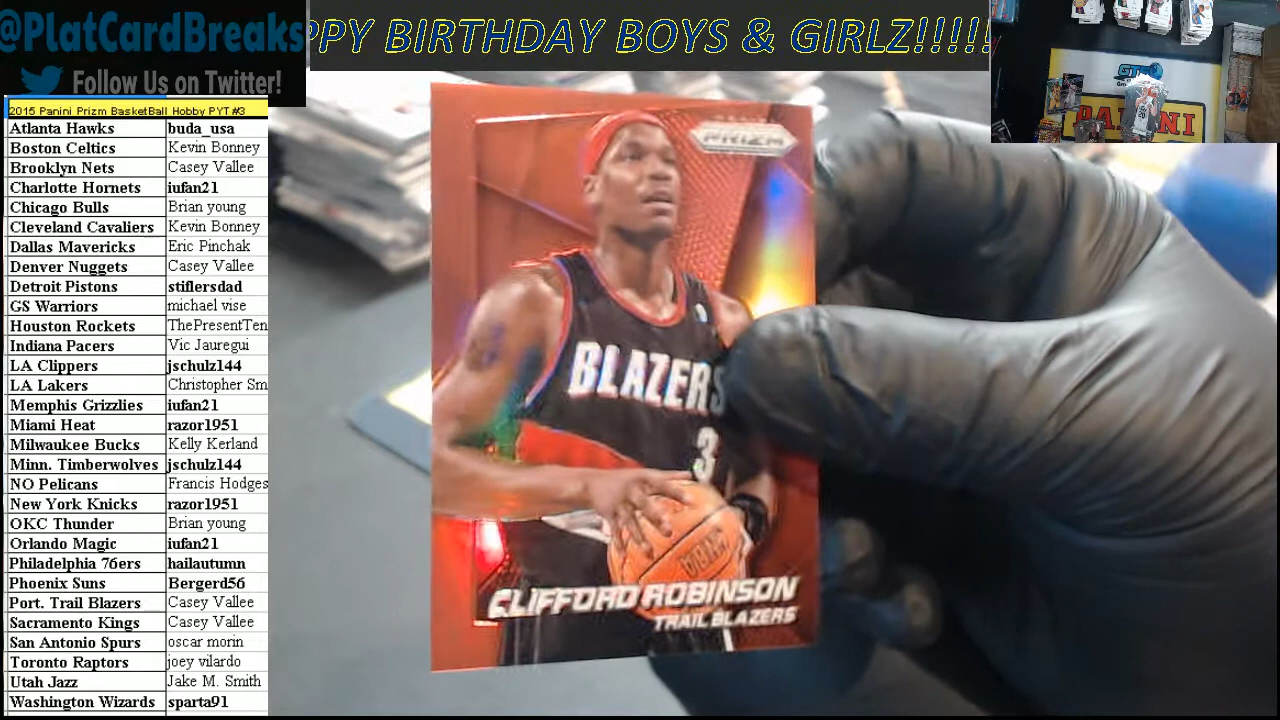 @PlatCardBreaks
Follow Us on Twitter!
PPY BIRTHDAY BOYS & GIRLZ!!!!!
2015 Panini Prizm BasketBall Hobby PYT #3
Atlanta Hawks buda_usa
Boston Celtics Kevin Bonney
Brooklyn Nets Casey Vallee
Charlotte Hornets iufan21
Chicago Bulls Brian young
Cleveland Cavaliers Kevin Bonney
Dallas Mavericks Eric Pinchak
Denver Nuggets Casey Vallee
Detroit Pistons stiflersdad
GS Warriors michael vise
Houston Rockets ThePresentTen
Indiana Pacers Vic Jauregui
LA Clippers jschulz144
LA Lakers Christopher Sm
Memphis Grizzlies iufan21
Miami Heat razor1951
Milwaukee Bucks Kelly Kerland
Minn. Timberwolves jschulz144
NO Pelicans Francis Hodges
New York Knicks razor1951
OKC Thunder Brian young
Orlando Magic iufan21
Philadelphia 76ers hailautumn
Phoenix Suns Bergerd56
Port. Trail Blazers Casey Vallee
Sacramento Kings Casey Vallee
San Antonio Spurs oscar morin
Toronto Raptors joey vilardo
Utah Jazz Jake M. Smith
Washington Wizards sparta91
PANINI
PRIZM
BLAZERS
3
CLIFFORD ROBINSON
TRAIL BLAZERS
GT
PANINI